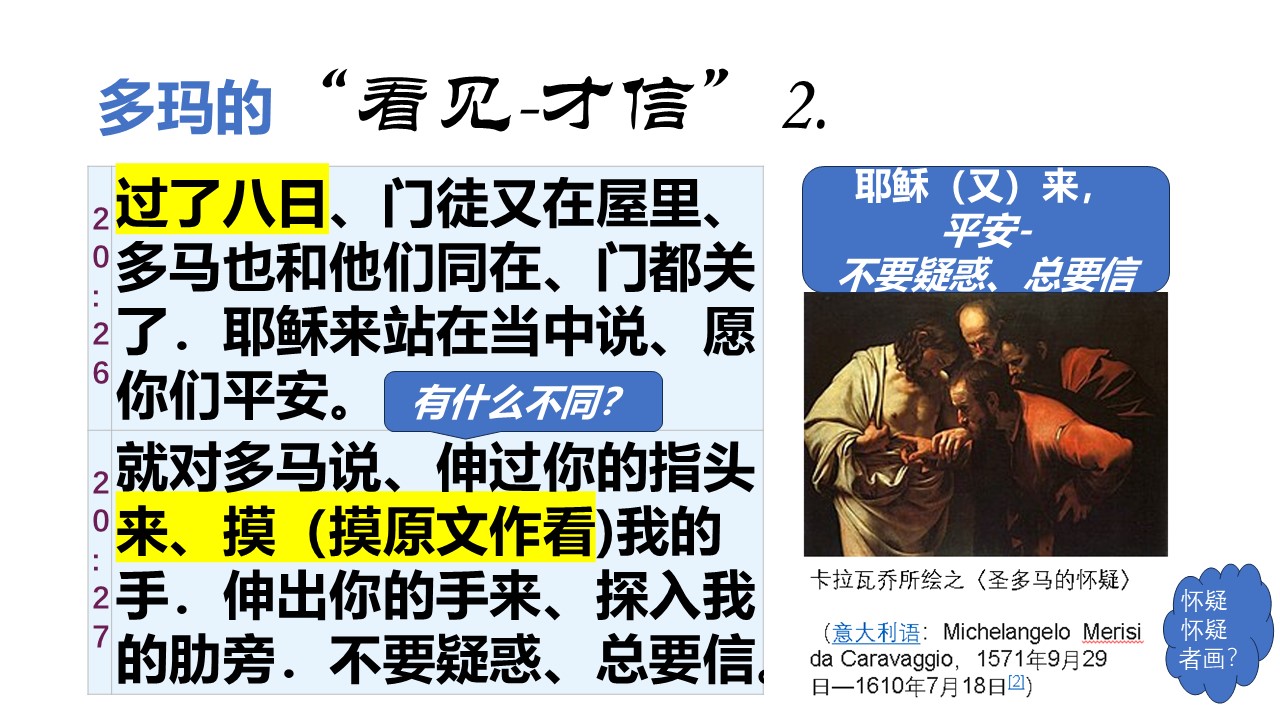 多玛的“看见-才信” 2.
20:26
过了八日、门徒又在屋里、
多马也和他们同在、门都关
了．耶稣来站在当中说、愿
你们平安。
有什么不同?
20:27
就对多马说、伸过你的指头
来、摸（摸原文作看)我的
手．伸出你的手来、探入我
的肋旁．不要疑惑、总要信。
耶稣（又）来，
平安-
不要疑惑、总要信
卡拉瓦乔所绘之〈圣多马的怀疑〉
（意大利语：Michelangelo Merisi
da Caravaggio，1571年9月29
日—1610年7月18日[2]）
怀疑
怀疑
者画？